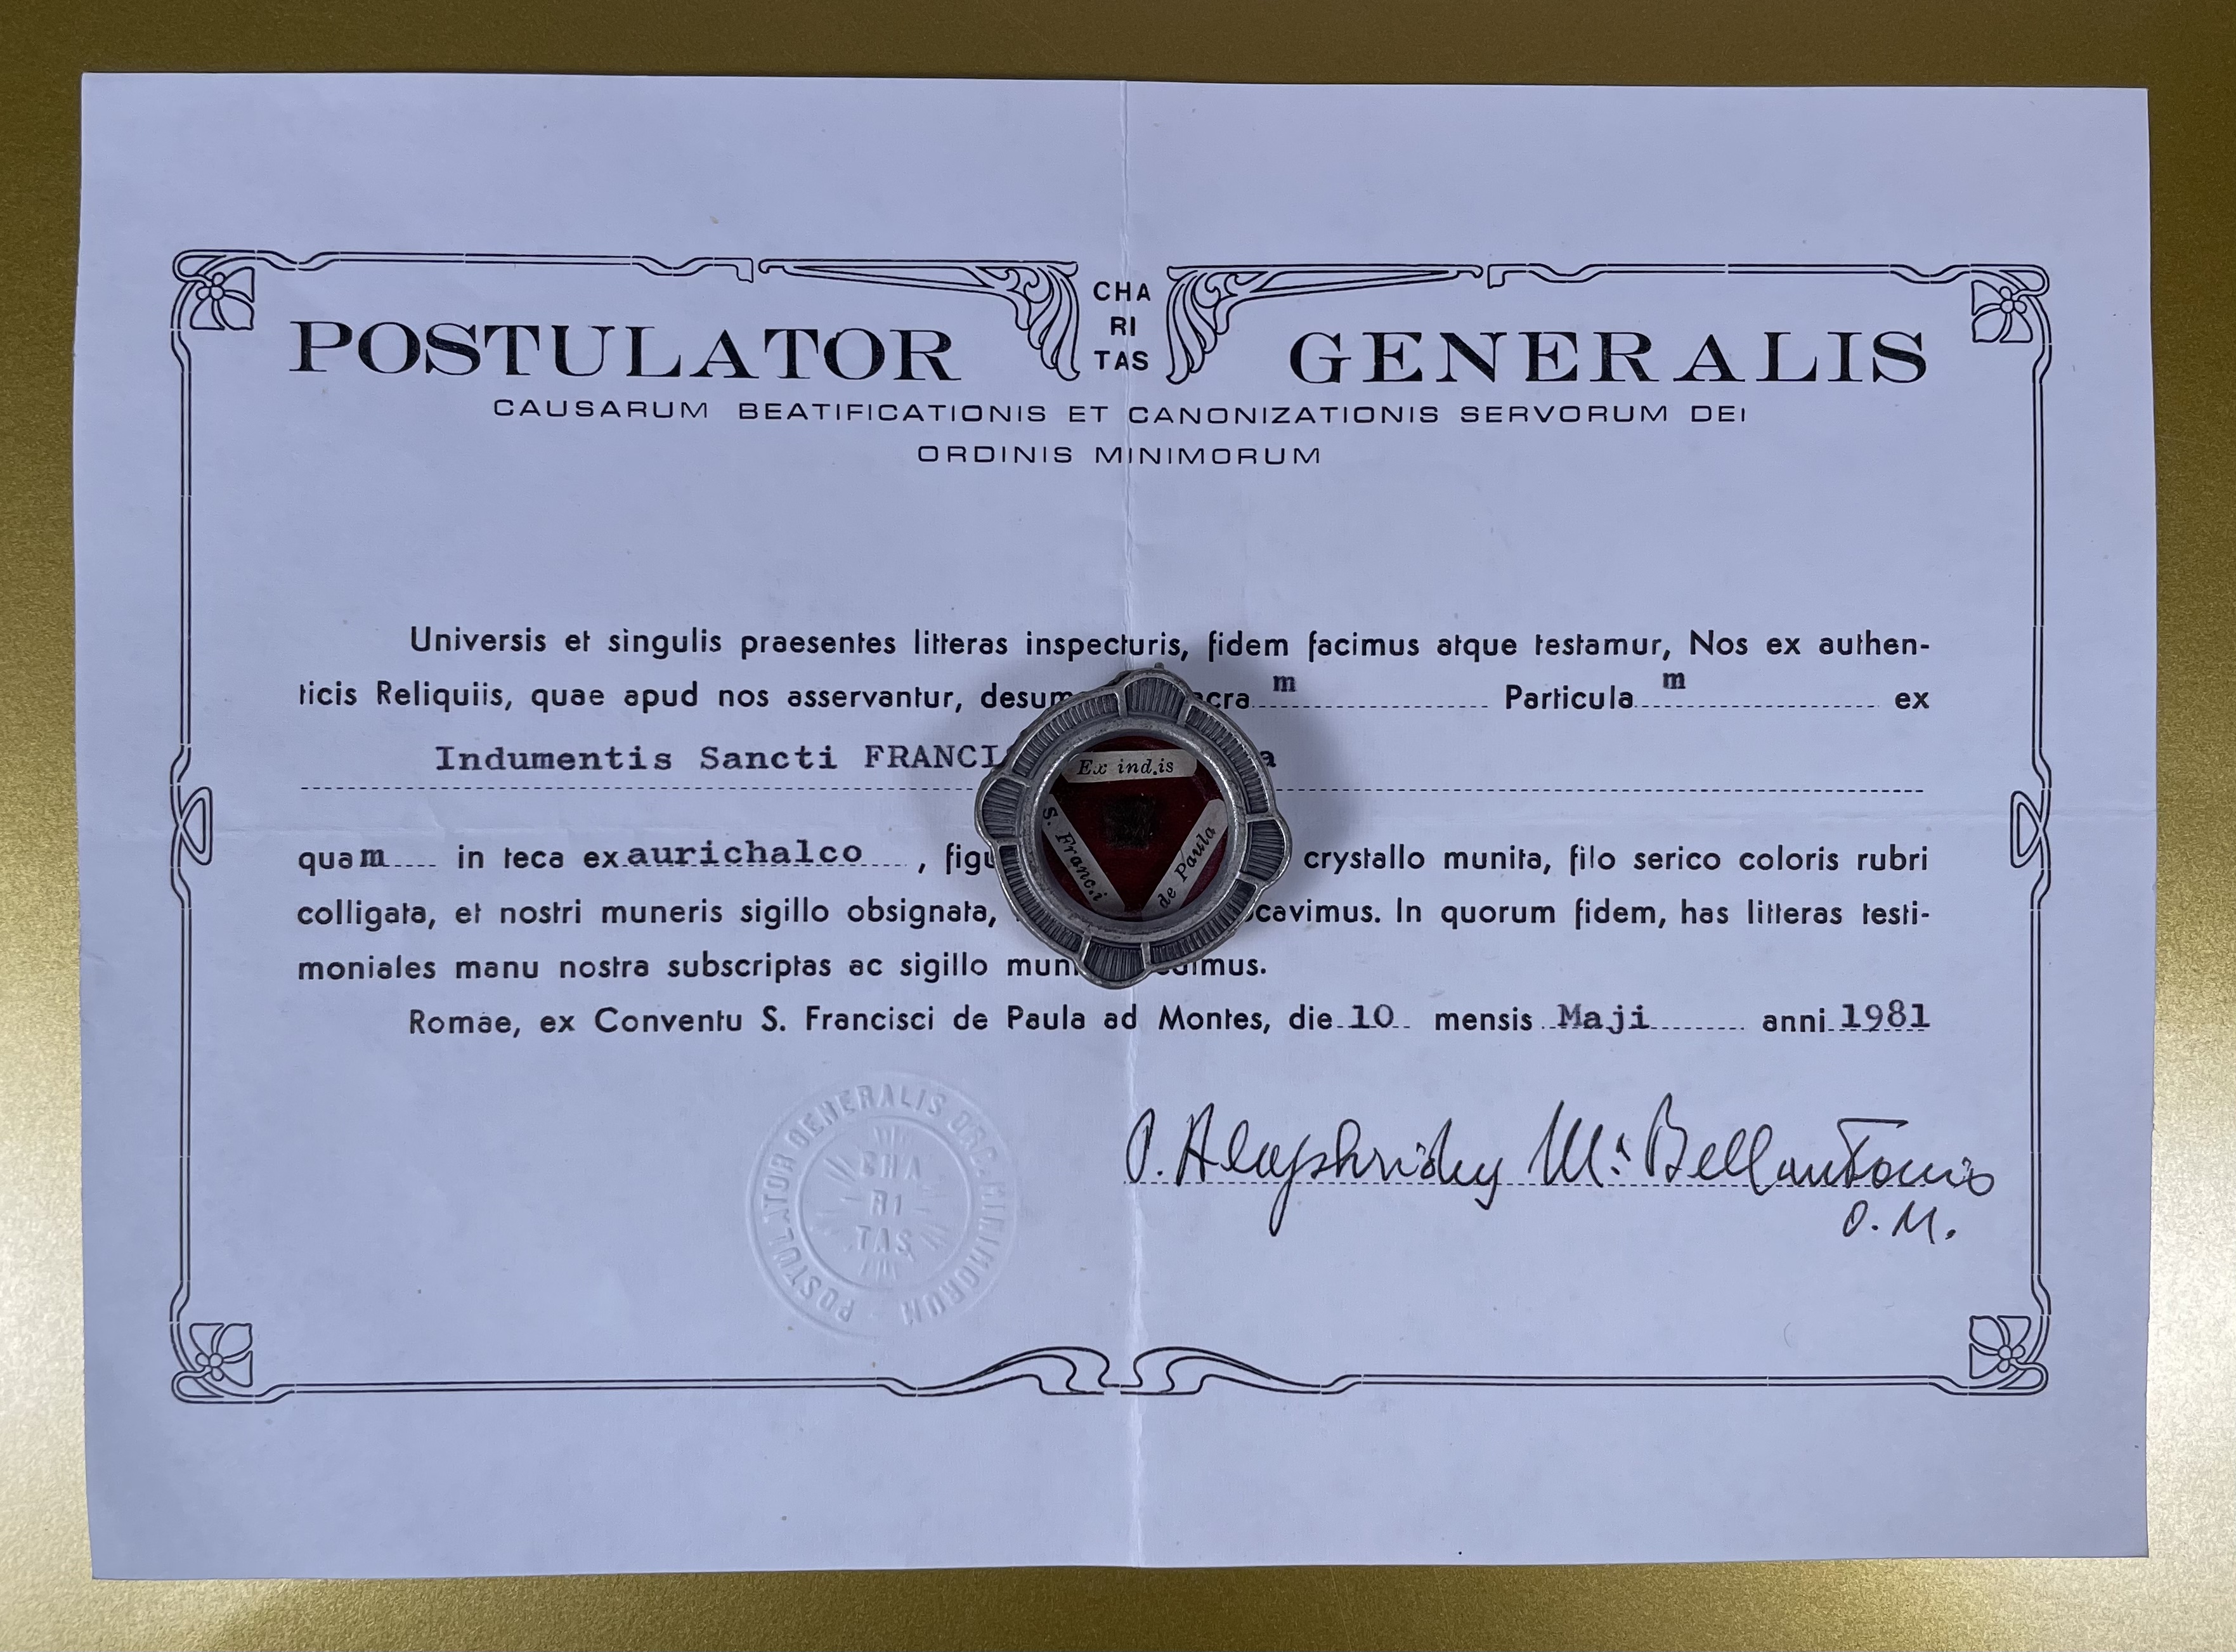 CHA
RI
TAS
POSTULATOR GENERALIS
CAUSARUM BEATIFICATIONIS ET CANONIZATIONIS SERVORUM DEI
ORDINIS MINIMORUM
Universis et singulis praesentes litteras inspecturis, fidem facimus atque testamur, Nos ex authen-
ticis Reliquiis, quae apud nos asservantur, m Particula m ex
Indumentis Sancti
quam in teca ex aurichalco , crystallo munita, filo serico coloris rubri
colligata, et nostri muneris sigillo obsignata, In quorum fidem, has litteras testi-
moniales manu nostra subscriptas ac sigillo
Romae, ex Conventu S. Francisci de Paula ad Montes, die 10 mensis Maji anni 1981
Ex ind.is
S. Franc.i
de Paula
POSTULATOR GENERALIS ORD. MINIMORUM
CHA
RI
TAS
P. M. Bellantonio
O.M.